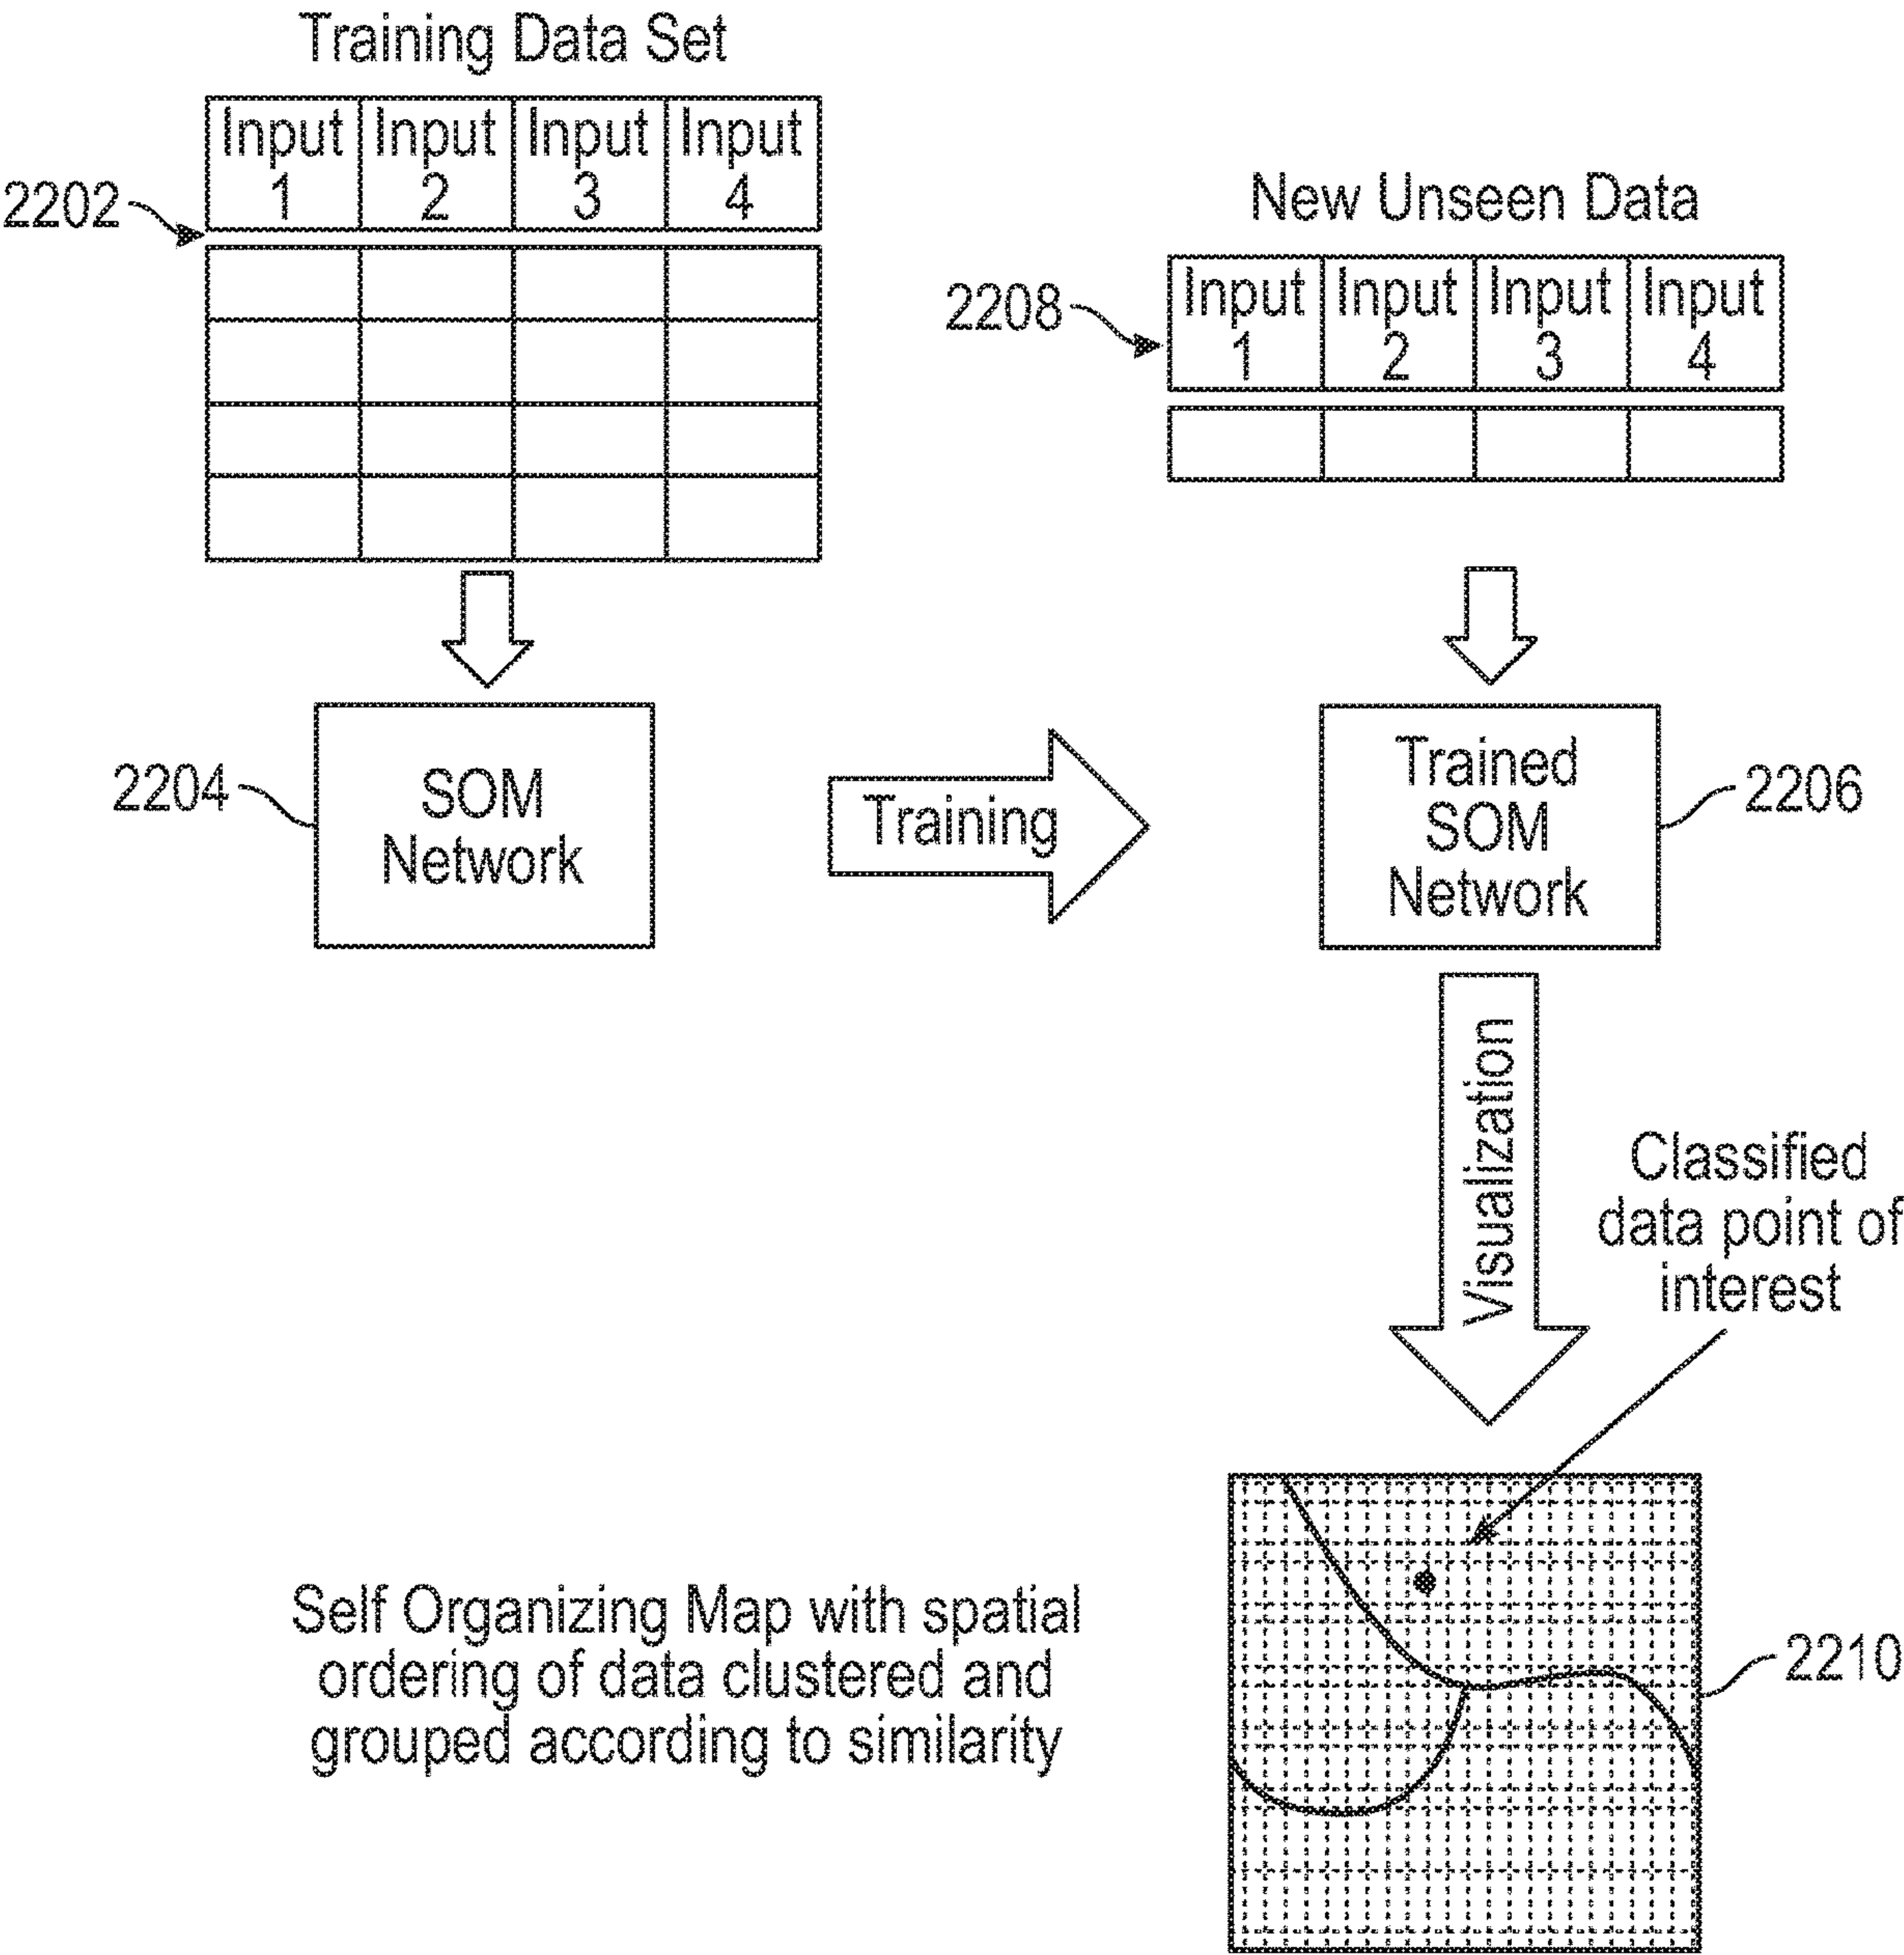 Training Data Set
Input Input Input Input
1 2 3 4
2202
New Unseen Data
Input Input Input Input
1 2 3 4
2208
SOM
Network
2204
Training
Trained
SOM
Network
2206
Visualization
Classified
data point of
interest
Self Organizing Map with spatial
ordering of data clustered and
grouped according to similarity
2210